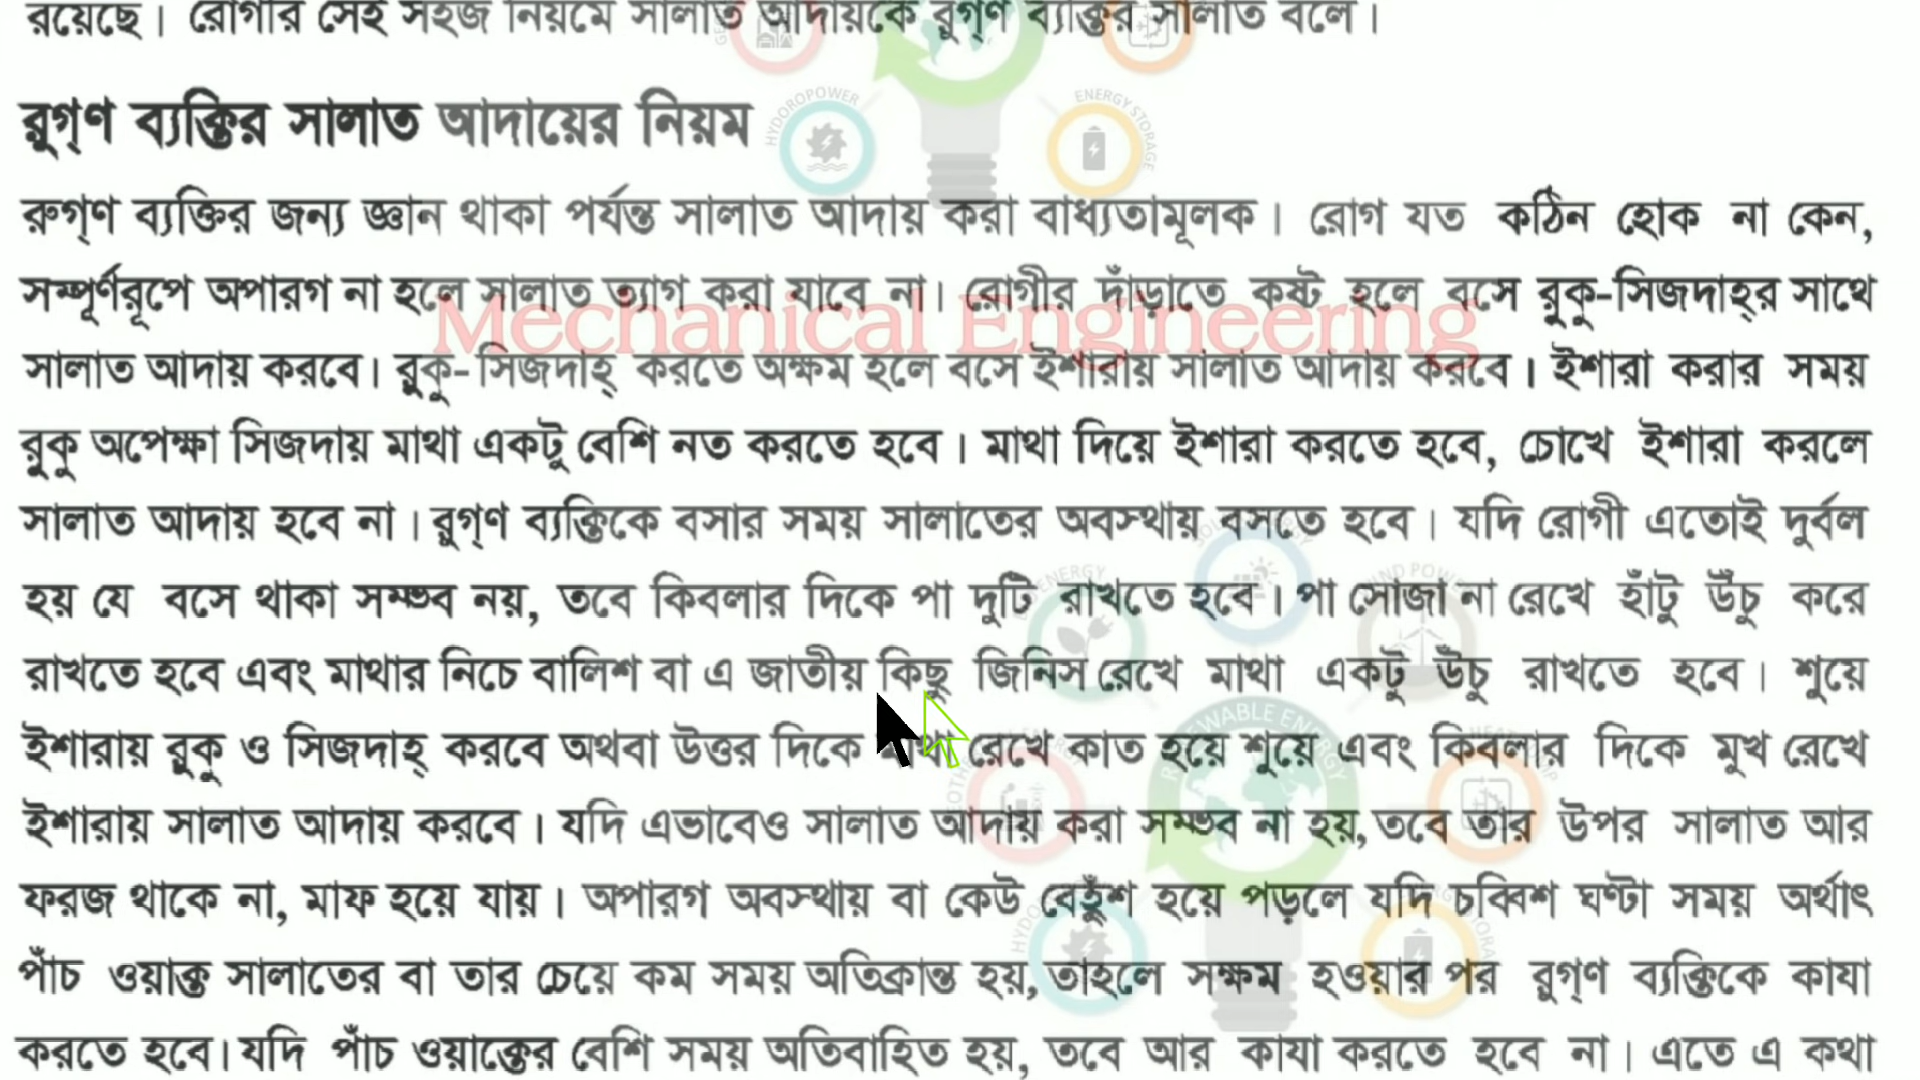 রয়েছে। রোগীর সেই সহজ নিয়মে সালাত আদায়কে রুগ্‌ণ ব্যক্তির সালাত বলে।
রুগ্‌ণ ব্যক্তির সালাত আদায়ের নিয়ম
রুগ্‌ণ ব্যক্তির জন্য জ্ঞান থাকা পর্যন্ত সালাত আদায় করা বাধ্যতামূলক। রোগ যত কঠিন হোক না কেন,
সম্পূর্ণরূপে অপারগ না হলে সালাত ত্যাগ করা যাবে না। রোগীর দাঁড়াতে কষ্ট হলে বসে রুকু-সিজদাহ্‌র সাথে
Mechanical Engineering
সালাত আদায় করবে। রুকু-সিজদাহ্ করতে অক্ষম হলে বসে ইশারায় সালাত আদায় করবে। ইশারা করার সময়
রুকু অপেক্ষা সিজদায় মাথা একটু বেশি নত করতে হবে। মাথা দিয়ে ইশারা করতে হবে, চোখে ইশারা করলে
সালাত আদায় হবে না। রুগ্‌ণ ব্যক্তিকে বসার সময় সালাতের অবস্থায় বসতে হবে। যদি রোগী এতোই দুর্বল
হয় যে বসে থাকা সম্ভব নয়, তবে কিবলার দিকে পা দুটি রাখতে হবে। পা সোজা না রেখে হাঁটু উঁচু করে
রাখতে হবে এবং মাথার নিচে বালিশ বা এ জাতীয় কিছু জিনিস রেখে মাথা একটু উঁচু রাখতে হবে। শুয়ে
ইশারায় রুকু ও সিজদাহ্ করবে অথবা উত্তর দিকে মাথা রেখে কাত হয়ে শুয়ে এবং কিবলার দিকে মুখ রেখে
ইশারায় সালাত আদায় করবে। যদি এভাবেও সালাত আদায় করা সম্ভব না হয়, তবে তার উপর সালাত আর
ফরজ থাকে না, মাফ হয়ে যায়। অপারগ অবস্থায় বা কেউ বেহুঁশ হয়ে পড়লে যদি চব্বিশ ঘণ্টা সময় অর্থাৎ
পাঁচ ওয়াক্ত সালাতের বা তার চেয়ে কম সময় অতিক্রান্ত হয়, তাহলে সক্ষম হওয়ার পর রুগ্‌ণ ব্যক্তিকে কাযা
করতে হবে। যদি পাঁচ ওয়াক্তের বেশি সময় অতিবাহিত হয়, তবে আর কাযা করতে হবে না। এতে এ কথা
HYDROPOWER
ENERGY STORAGE
RENEWABLE ENERGY